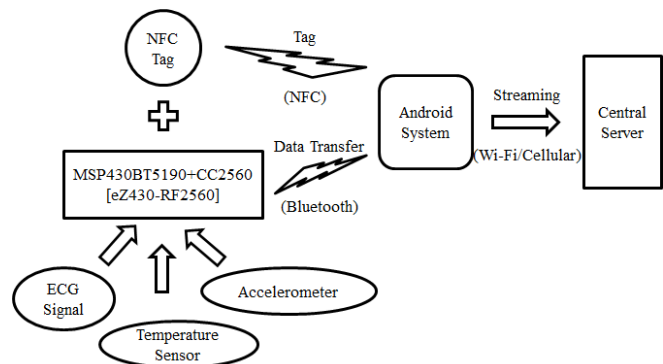 NFC
Tag
Tag
(NFC)
Android
System
Streaming
(Wi-Fi/Cellular)
Central
Server
MSP430BT5190+CC2560
[eZ430-RF2560]
Data Transfer
(Bluetooth)
ECG
Signal
Temperature
Sensor
Accelerometer